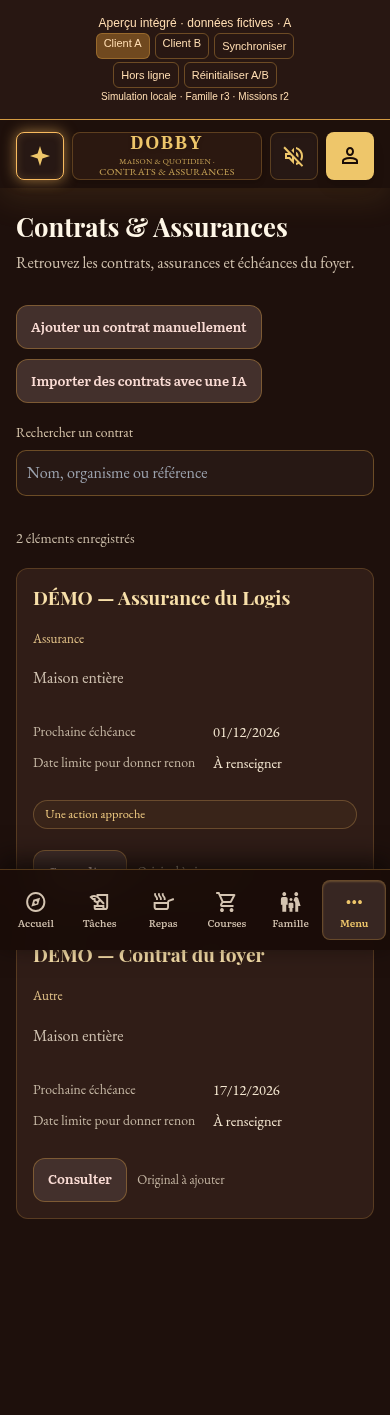 Aperçu intégré · données fictives · A
Client A
Client B
Synchroniser
Hors ligne
Réinitialiser A/B
Simulation locale · Famille r3 · Missions r2
DOBBY
MAISON & QUOTIDIEN ·
CONTRATS & ASSURANCES
Contrats & Assurances
Retrouvez les contrats, assurances et échéances du foyer.
Ajouter un contrat manuellement
Importer des contrats avec une IA
Rechercher un contrat
Nom, organisme ou référence
2 éléments enregistrés
DÉMO — Assurance du Logis
Assurance
Maison entière
Prochaine échéance 01/12/2026
Date limite pour donner renon À renseigner
Une action approche
Accueil
Tâches
Repas
Courses
Famille
Menu
DÉMO — Contrat du foyer
Autre
Maison entière
Prochaine échéance 17/12/2026
Date limite pour donner renon À renseigner
Consulter
Original à ajouter